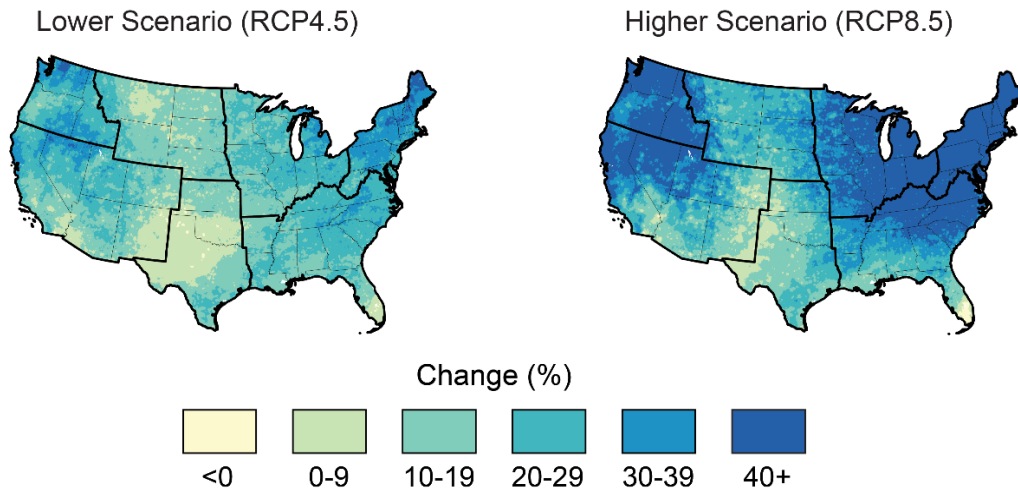 Lower Scenario (RCP4.5)
Higher Scenario (RCP8.5)
Change (%)
<0
0-9
10-19
20-29
30-39
40+